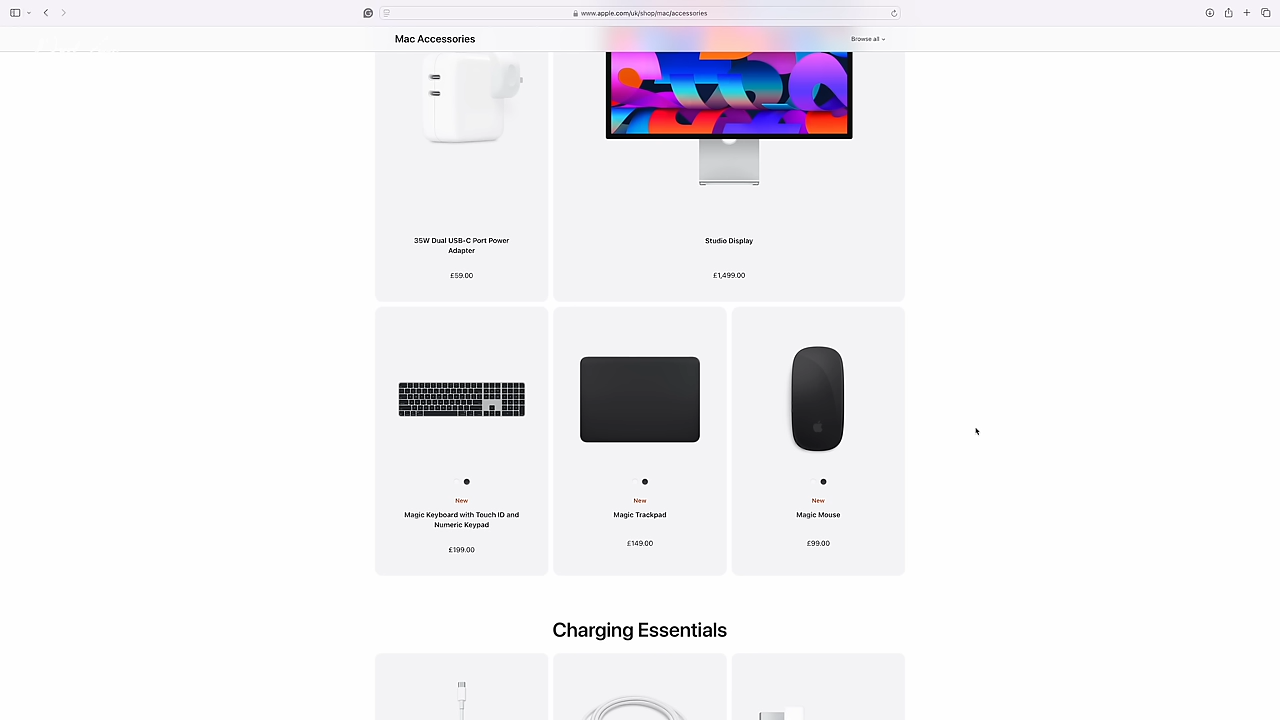 www.apple.com/uk/shop/mac/accessories
Mac Accessories
Browse all
35W Dual USB-C Port Power
Adapter
£59.00
Studio Display
£1,499.00
New
Magic Keyboard with Touch ID and
Numeric Keypad
£199.00
New
Magic Trackpad
£149.00
New
Magic Mouse
£99.00
Charging Essentials